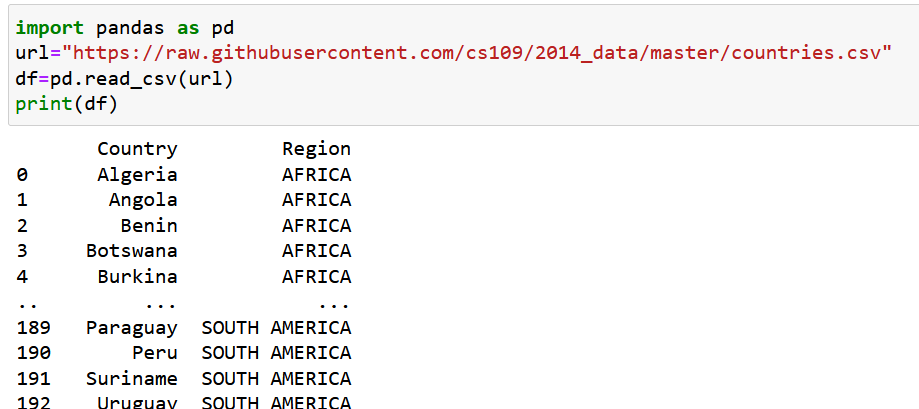 import pandas as pd
url="https://raw.githubusercontent.com/cs109/2014_data/master/countries.csv"
df=pd.read_csv(url)
print(df)
Country Region
0 Algeria AFRICA
1 Angola AFRICA
2 Benin AFRICA
3 Botswana AFRICA
4 Burkina AFRICA
.. ... ...
189 Paraguay SOUTH AMERICA
190 Peru SOUTH AMERICA
191 Suriname SOUTH AMERICA
192 Uruguay SOUTH AMERICA